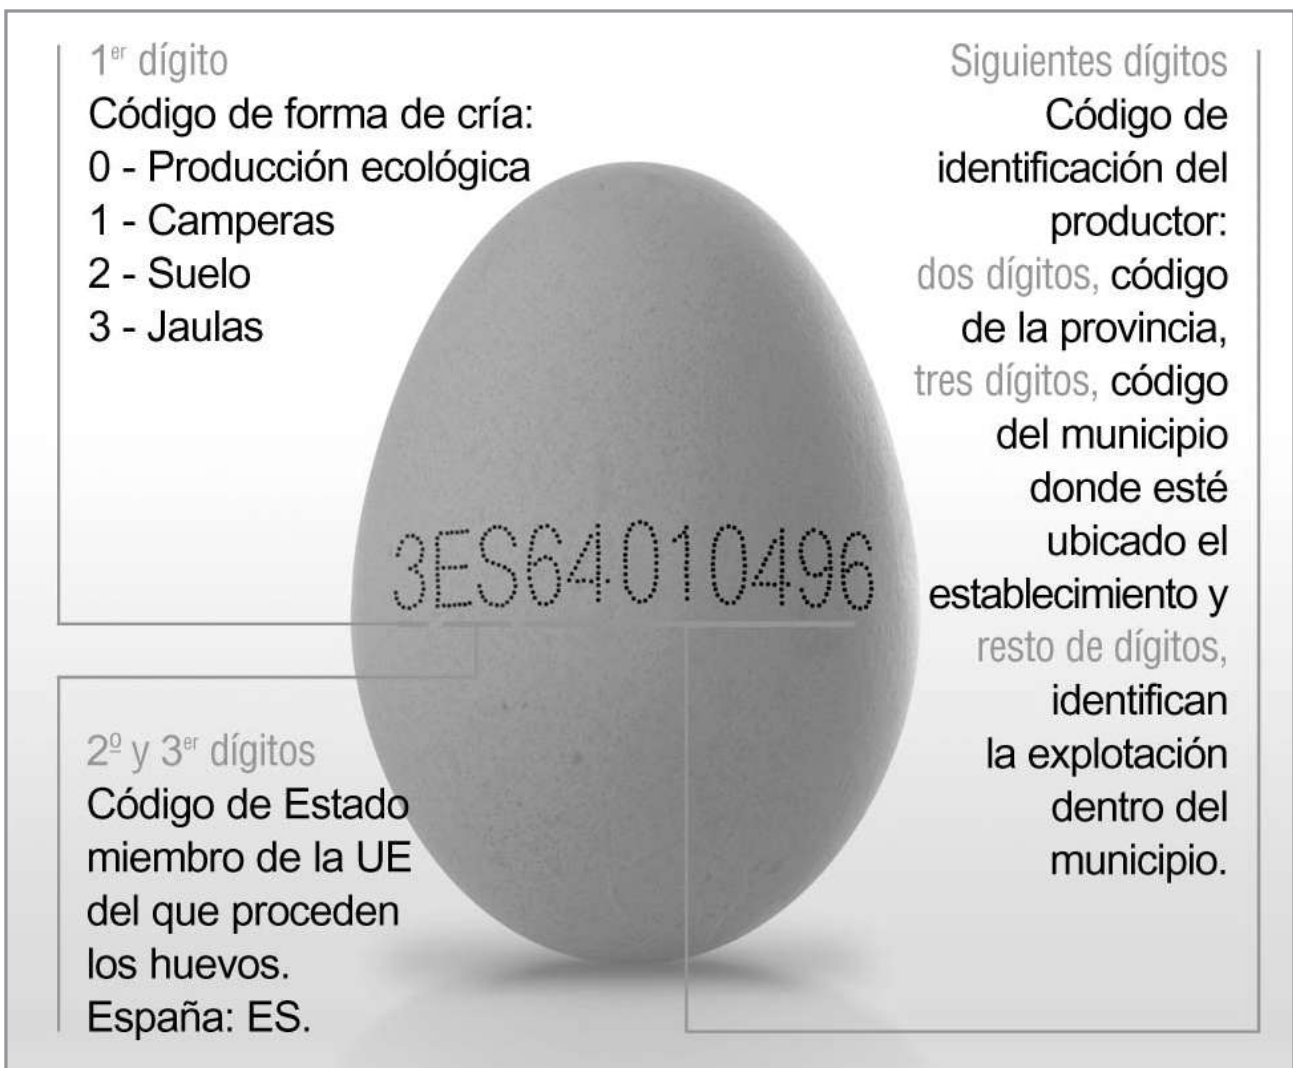 1er dígito
Código de forma de cría:
0 - Producción ecológica
1 - Camperas
2 - Suelo
3 - Jaulas
3ES64010496
2º y 3er dígitos
Código de Estado
miembro de la UE
del que proceden
los huevos.
España: ES.
Siguientes dígitos
Código de
identificación del
productor:
dos dígitos, código
de la provincia,
tres dígitos, código
del municipio
donde esté
ubicado el
establecimiento y
resto de dígitos,
identifican
la explotación
dentro del
municipio.